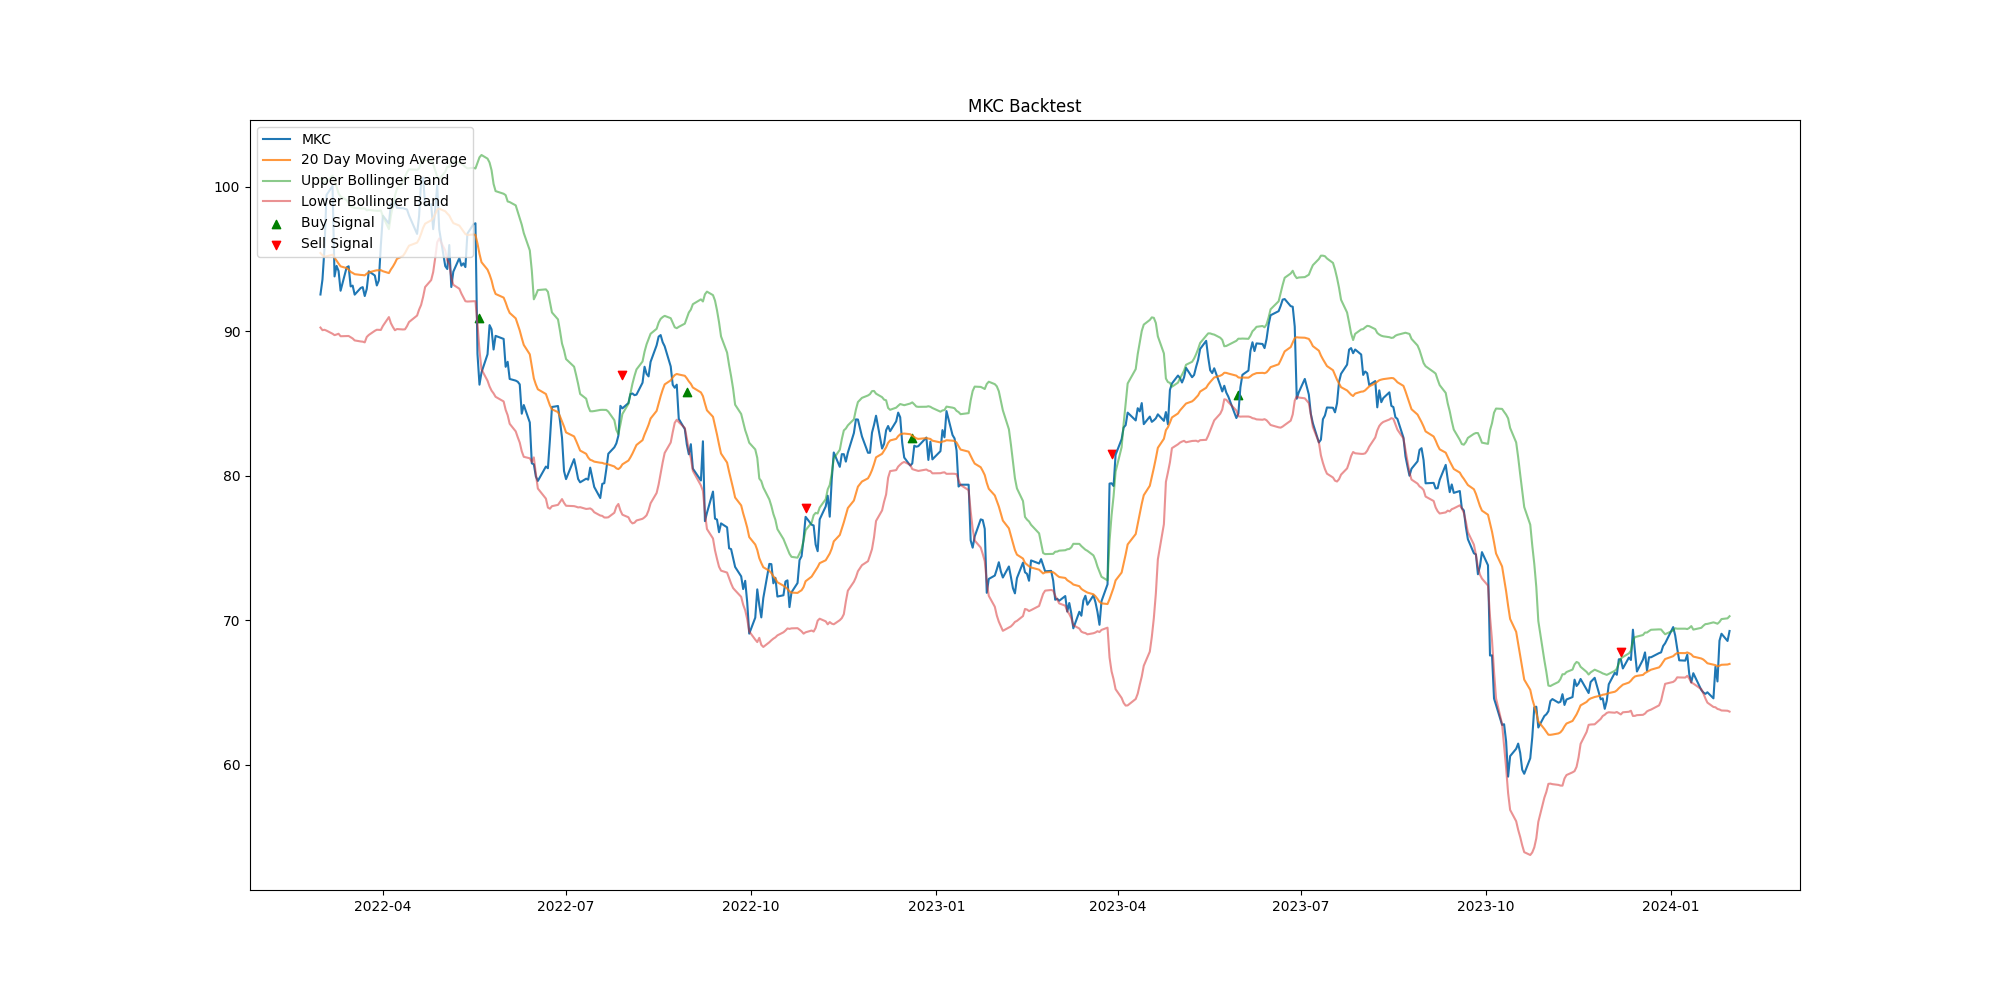 MKC Backtest
MKC
20 Day Moving Average
Upper Bollinger Band
Lower Bollinger Band
Buy Signal
Sell Signal
100
90
80
70
60
2022-04
2022-07
2022-10
2023-01
2023-04
2023-07
2023-10
2024-01